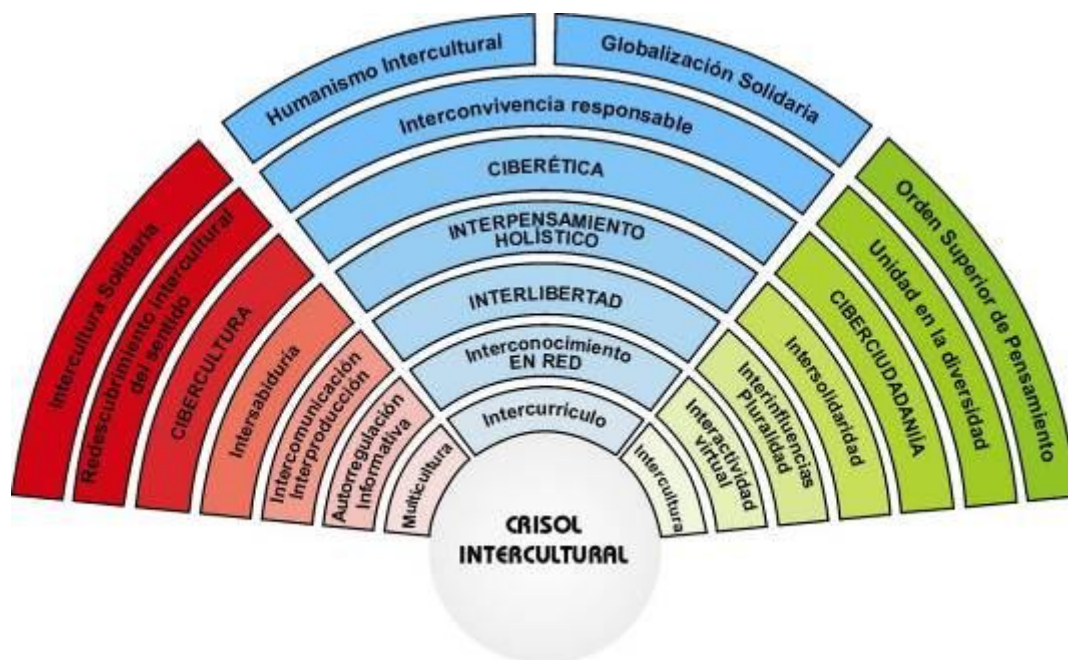 Intercultura Solidaria
Redescubrimiento intercultural
del sentido
CIBERCULTURA
Intersabiduría
Intercomunicación
Interproducción
Autorregulación
Informativa
Multicultura
Humanismo Intercultural
Globalización Solidaria
Interconvivencia responsable
CIBERÉTICA
INTERPENSAMIENTO
HOLÍSTICO
INTERLIBERTAD
Interconocimiento
EN RED
Intercurrículo
Orden Superior de Pensamiento
Unidad en la diversidad
CIBERCIUDADANIÍA
Intersolidaridad
Interinfluencias
Pluralidad
Interactividad
virtual
Intercultura
CRISOL
INTERCULTURAL